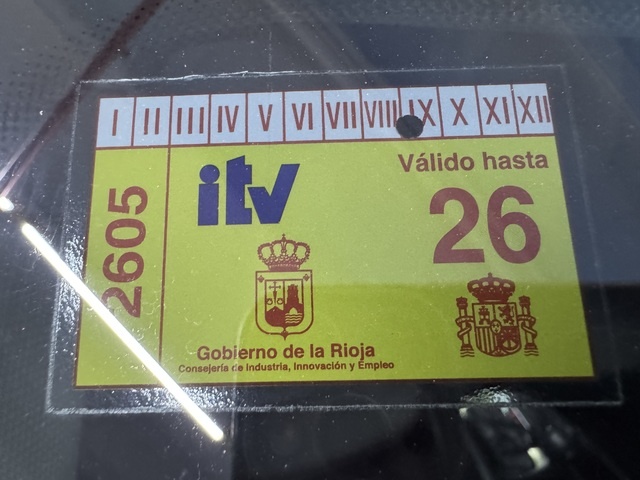 I II III IV V VI VII VIII IX X XI XII
2605
itv
Válido hasta
26
Gobierno de la Rioja
Consejería de Industria, Innovación y Empleo